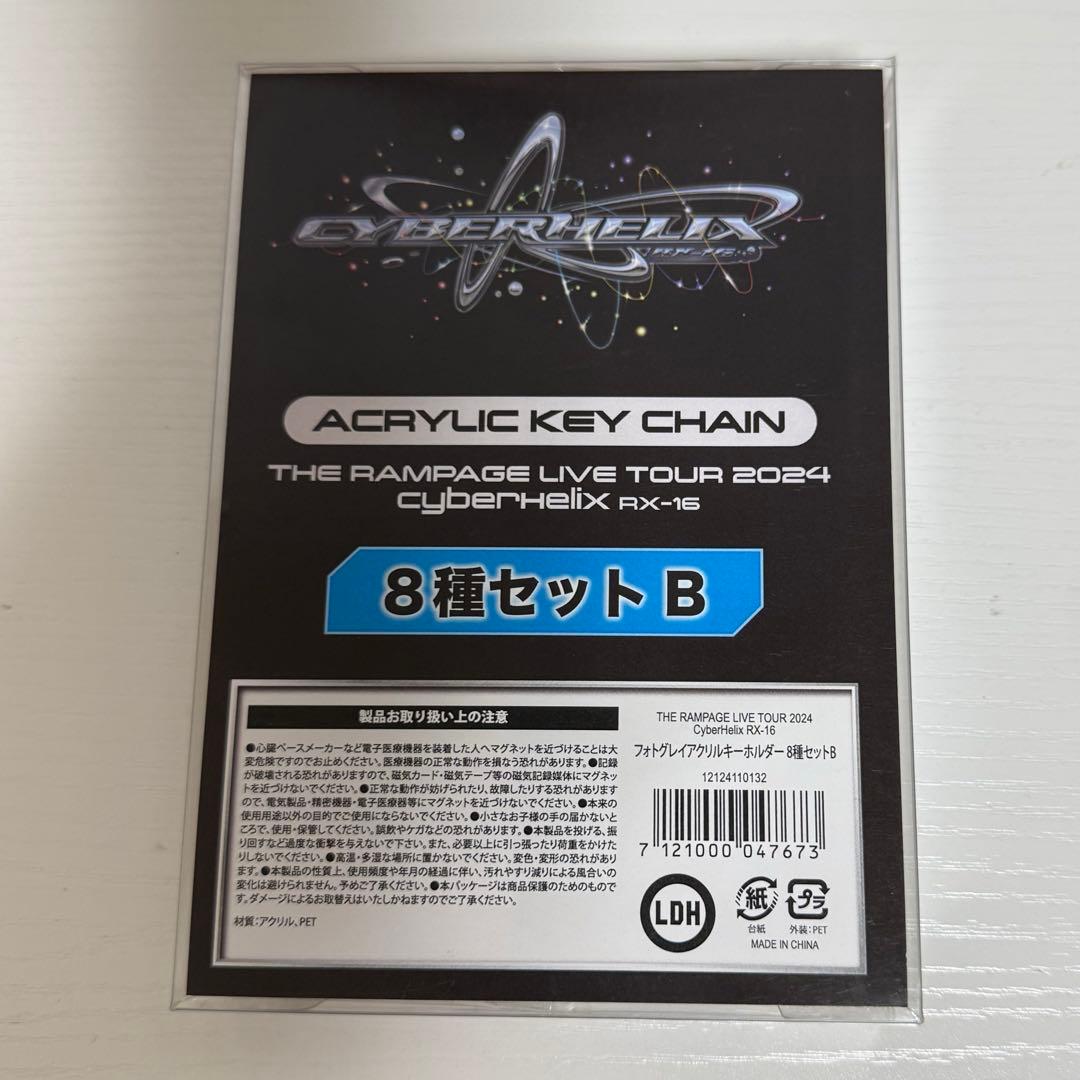 CYBERHELIX
RX-16
ACRYLIC KEY CHAIN
THE RAMPAGE LIVE TOUR 2024
cyberHelix RX-16
8種セット B
製品お取り扱い上の注意
●心臓ペースメーカーなど電子医療機器を装着した人へマグネットを近づけることは大
変危険ですのでお止めください。医療機器の正常な動作を損なう恐れがあります。●記録
が破壊される恐れがありますので、磁気カード・磁気テープ等の磁気記録媒体にマグネッ
トを近づけないでください。●正常な動作が妨げられたり、故障したりする恐れがあります
ので、電気製品・精密機器・電子医療器等にマグネットを近づけないでください。●本来の
使用用途以外の目的でご使用にならないでください。●小さなお子様の手の届かないと
ころで、使用・保管してください。誤飲やケガなどの恐れがあります。●本製品を投げる、振
り回すなど過度な衝撃を与えないで下さい。また、必要以上に引っ張ったり荷重をかけた
りしないでください。●高温・多湿な場所に置かないでください。変色・変形の恐れがありま
す。●本製品の性質上、使用頻度や年月の経過に伴い、汚れやすり減りによる風合いの
変化は避けられません。予めご了承ください。●本パッケージは商品保護のためのもので
す。ダメージによるお取替えはいたしかねますのでご了承ください。
材質：アクリル、PET
THE RAMPAGE LIVE TOUR 2024
CyberHelix RX-16
フォトグレイアクリルキーホルダー 8種セットB
12124110132
7 121000 047673
LDH
紙
台紙
プラ
外装：PET
MADE IN CHINA